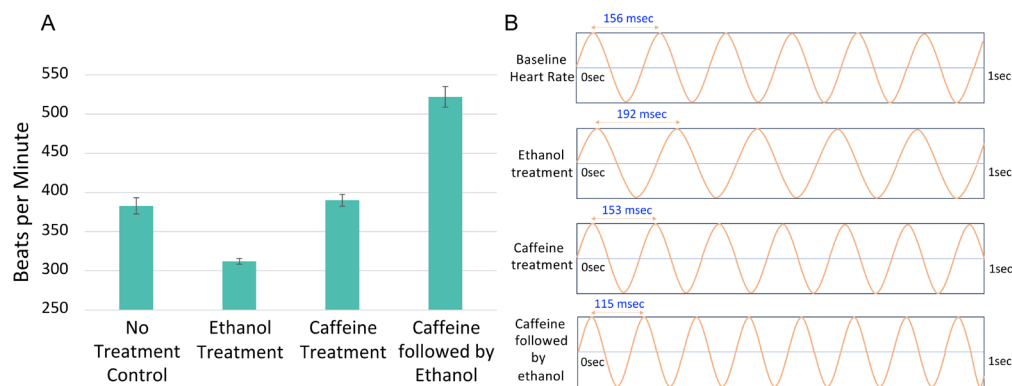 A
Beats per Minute
550
500
450
400
350
300
250
No
Treatment
Control
Ethanol
Treatment
Caffeine
Treatment
Caffeine
followed by
Ethanol
B
156 msec
Baseline
Heart Rate
0sec
1sec
192 msec
Ethanol
treatment
0sec
1sec
153 msec
Caffeine
treatment
0sec
1sec
115 msec
Caffeine
followed
by
ethanol
0sec
1sec